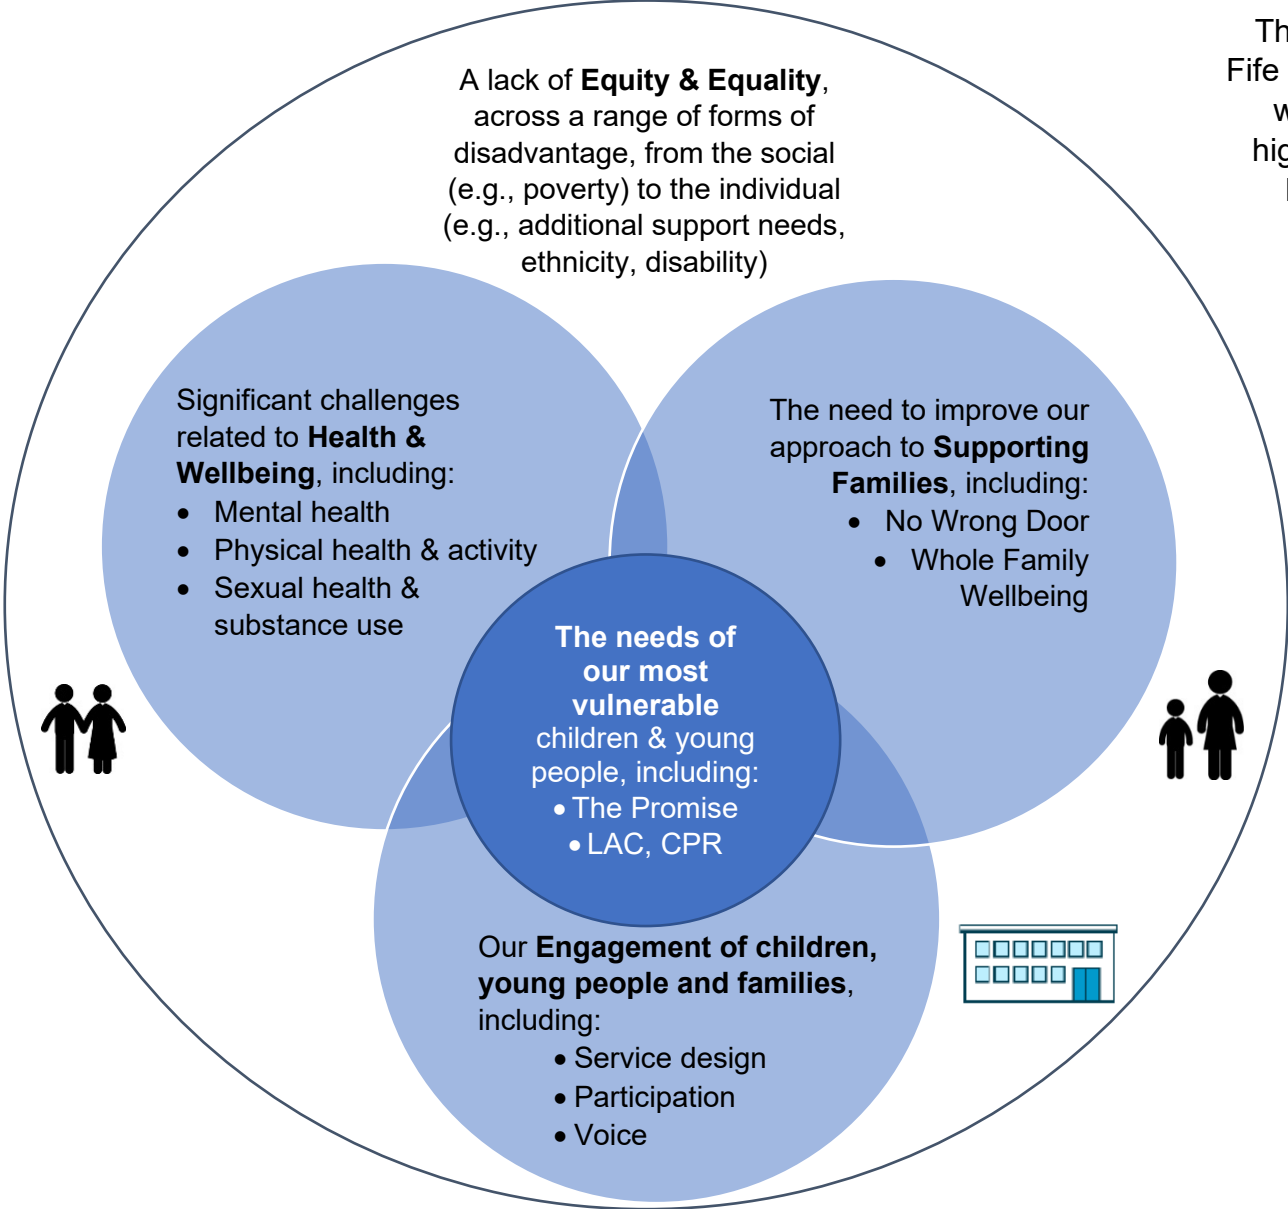 A lack of Equity & Equality,
across a range of forms of
disadvantage, from the social
(e.g., poverty) to the individual
(e.g., additional support needs,
ethnicity, disability)
Fife
Significant challenges
related to Health &
Wellbeing, including:
• Mental health
• Physical health & activity
• Sexual health &
substance use
The need to improve our
approach to Supporting
Families, including:
• No Wrong Door
• Whole Family
Wellbeing
The needs of
our most
vulnerable
children & young
people, including:
• The Promise
• LAC, CPR
Our Engagement of children,
young people and families,
including:
• Service design
• Participation
• Voice